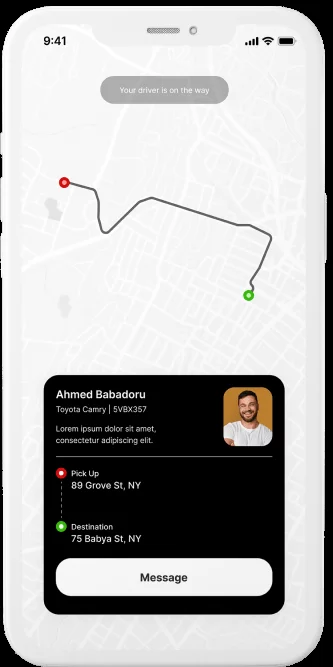 9:41
Your driver is on the way
Ahmed Babadoru
Toyota Camry | 5VBX357
Lorem ipsum dolor sit amet,
consectetur adipiscing elit.
Pick Up
89 Grove St, NY
Destination
75 Babya St, NY
Message